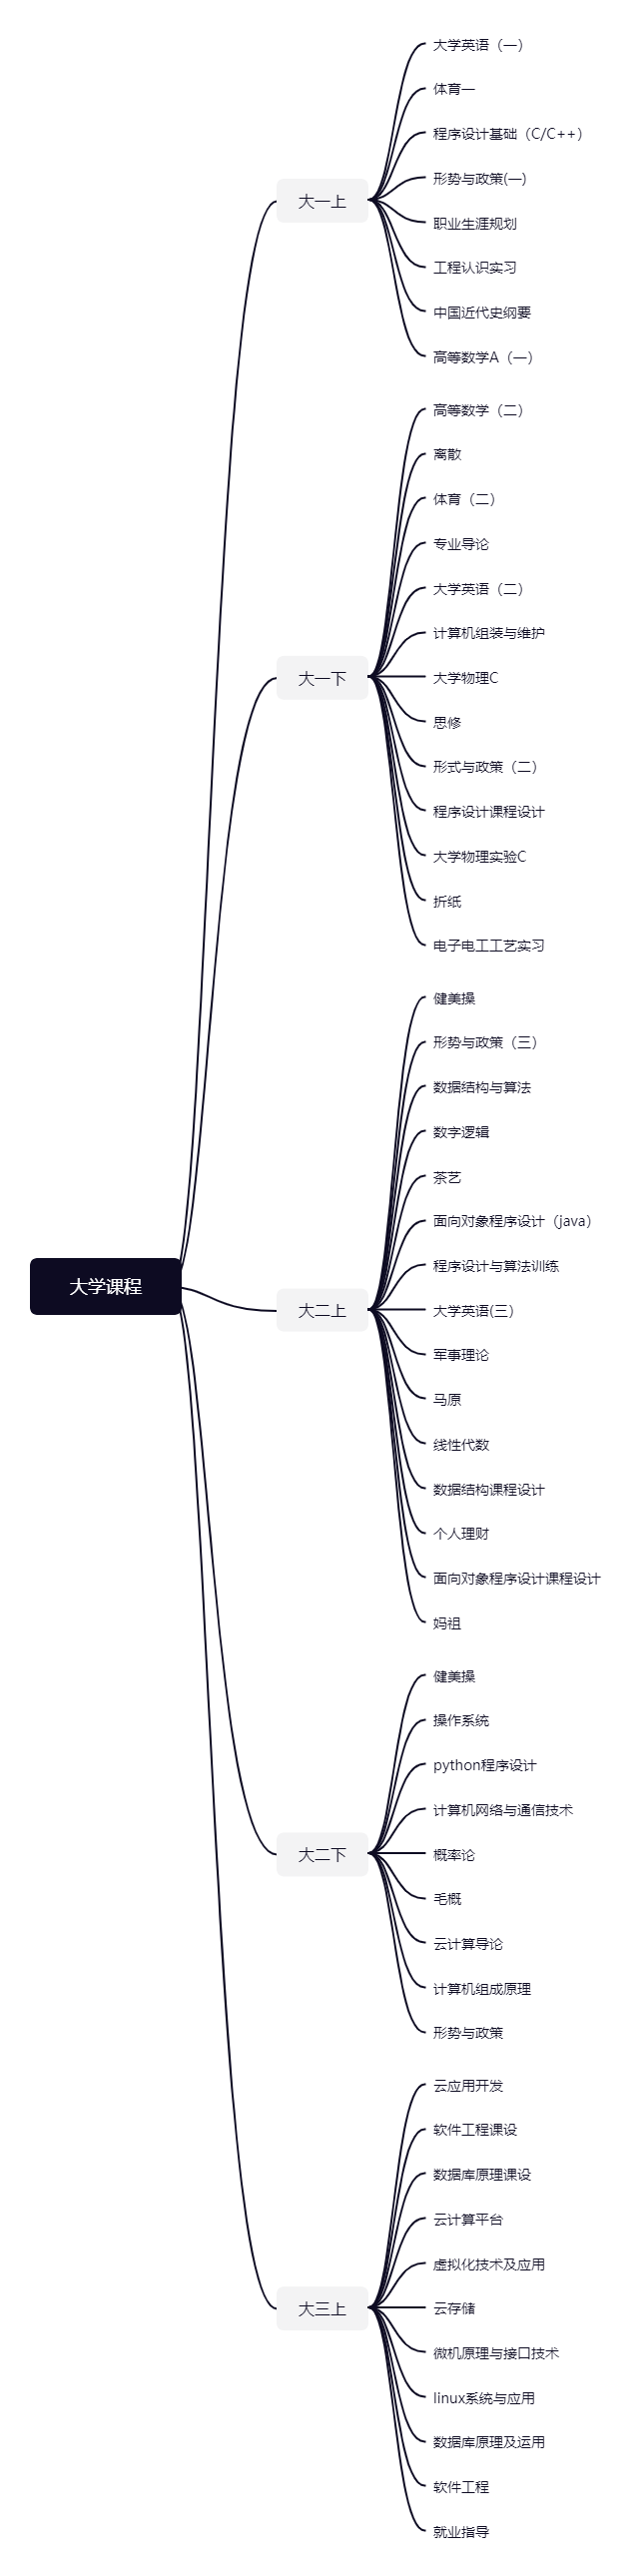 大学课程
大一上
大学英语（一）
体育一
程序设计基础（C/C++）
形势与政策(一)
职业生涯规划
工程认识实习
中国近代史纲要
高等数学A（一）
大一下
高等数学（二）
离散
体育（二）
专业导论
大学英语（二）
计算机组装与维护
大学物理C
思修
形式与政策（二）
程序设计课程设计
大学物理实验C
折纸
电子电工工艺实习
大二上
健美操
形势与政策（三）
数据结构与算法
数字逻辑
茶艺
面向对象程序设计（java）
程序设计与算法训练
大学英语(三）
军事理论
马原
线性代数
数据结构课程设计
个人理财
面向对象程序设计课程设计
妈祖
大二下
健美操
操作系统
python程序设计
计算机网络与通信技术
概率论
毛概
云计算导论
计算机组成原理
形势与政策
大三上
云应用开发
软件工程课设
数据库原理课设
云计算平台
虚拟化技术及应用
云存储
微机原理与接口技术
linux系统与应用
数据库原理及运用
软件工程
就业指导